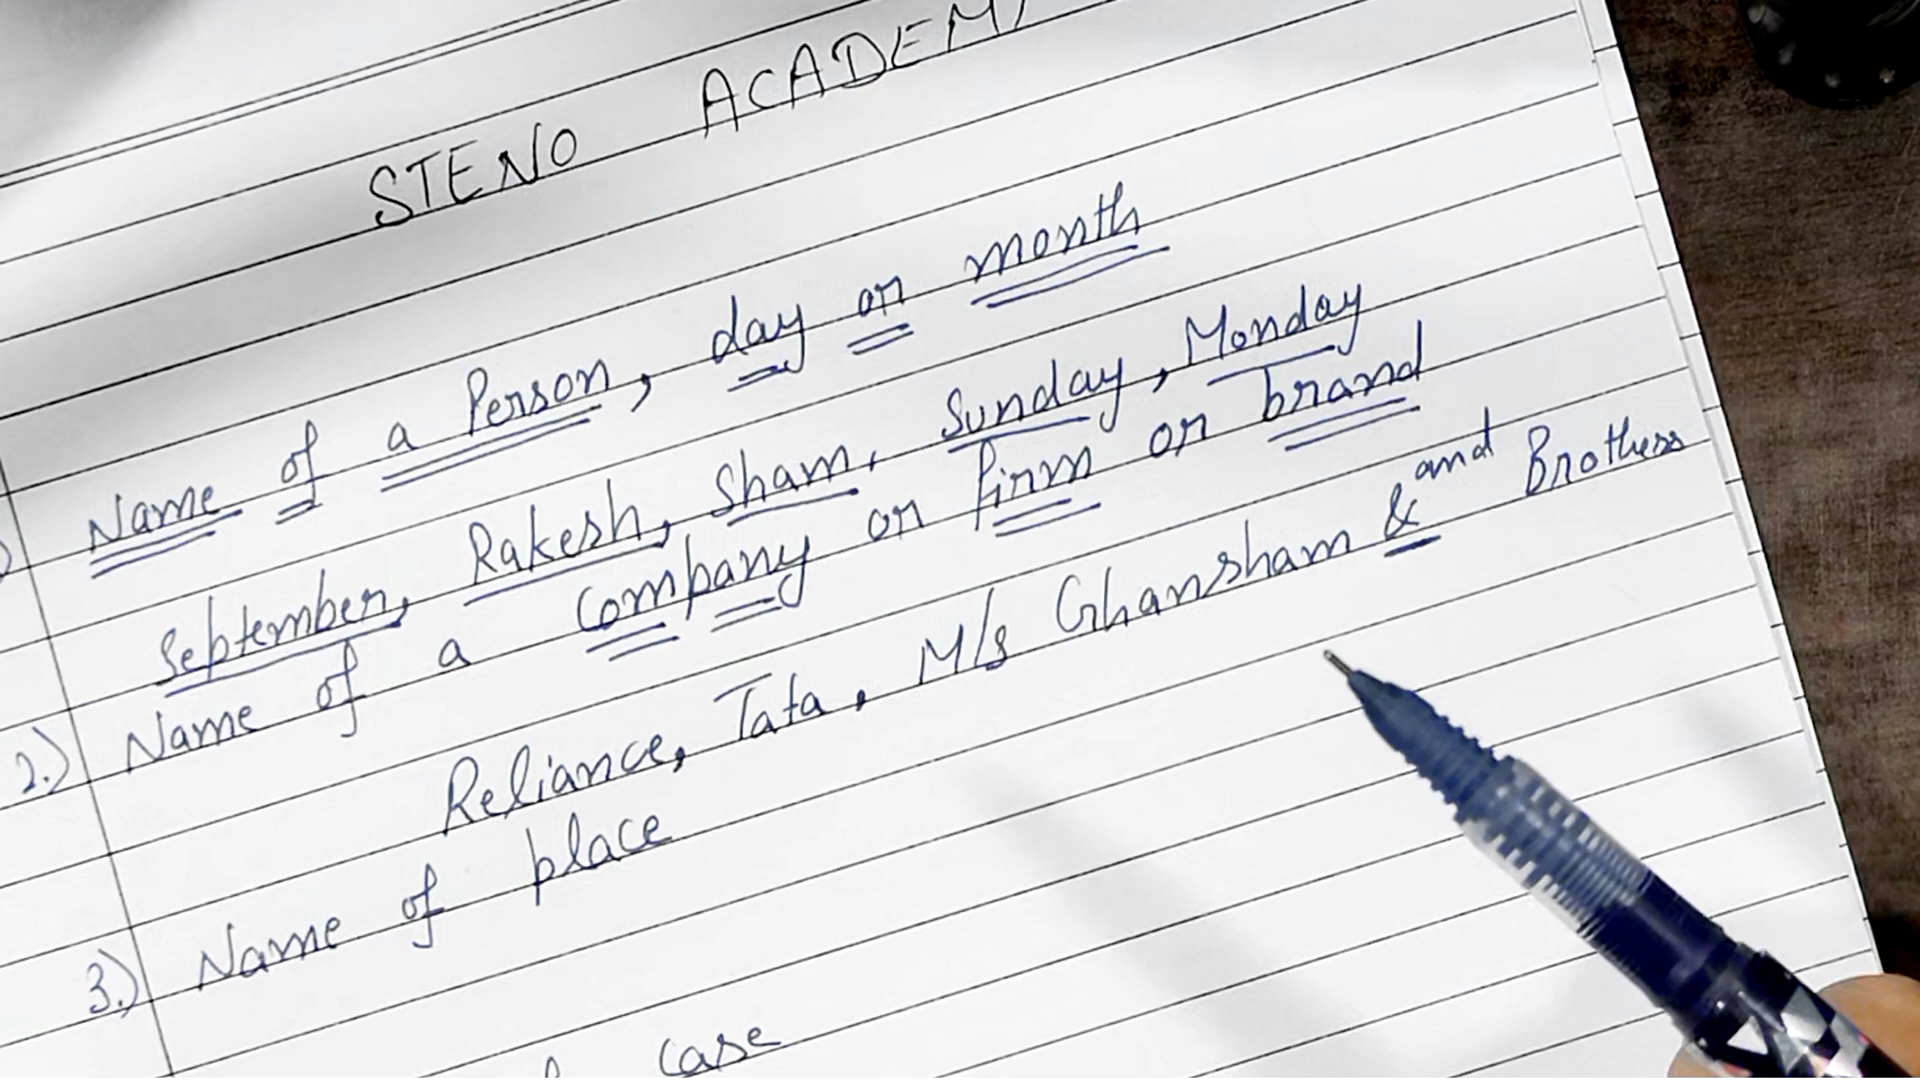 STENO ACADEM
Name of a Person, day or month
September, Rakesh, Sham, Sunday, Monday
2.) Name of a company or firm or brand
Reliance, Tata, M/s Ghansham & and Brothers
3.) Name of place
case